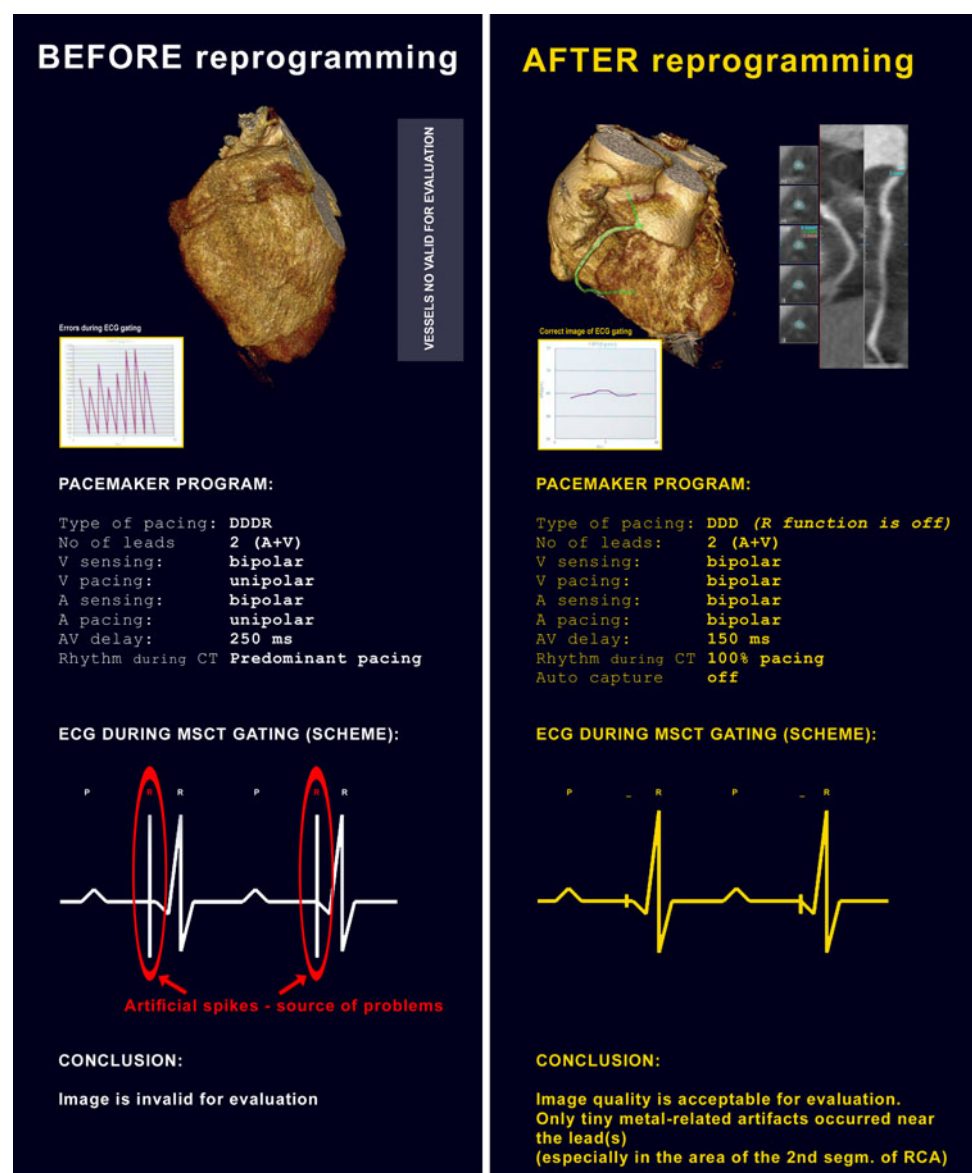 BEFORE reprogramming
VESSELS NO VALID FOR EVALUATION
Errors during ECG gating
PACEMAKER PROGRAM:
Type of pacing: DDDR
No of leads 2 (A+V)
V sensing: bipolar
V pacing: unipolar
A sensing: bipolar
A pacing: unipolar
AV delay: 250 ms
Rhythm during CT Predominant pacing
ECG DURING MSCT GATING (SCHEME):
P R R P R R
Artificial spikes - source of problems
CONCLUSION:
Image is invalid for evaluation
AFTER reprogramming
Correct image of ECG gating
PACEMAKER PROGRAM:
Type of pacing: DDD (R function is off)
No of leads: 2 (A+V)
V sensing: bipolar
V pacing: bipolar
A sensing: bipolar
A pacing: bipolar
AV delay: 150 ms
Rhythm during CT 100% pacing
Auto capture off
ECG DURING MSCT GATING (SCHEME):
P _ R P _ R
CONCLUSION:
Image quality is acceptable for evaluation.
Only tiny metal-related artifacts occurred near
the lead(s)
(especially in the area of the 2nd segm. of RCA)